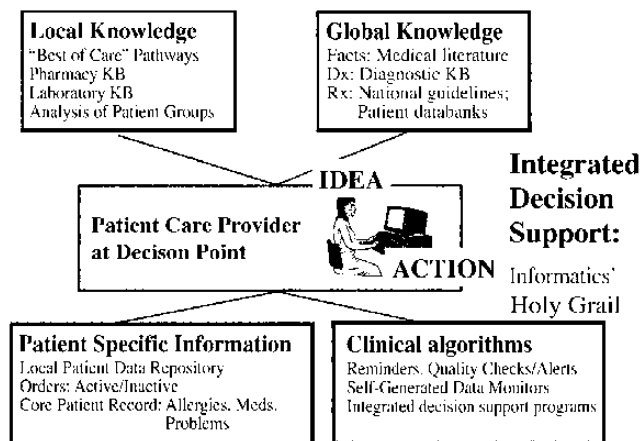 Local Knowledge
"Best of Care" Pathways
Pharmacy KB
Laboratory KB
Analysis of Patient Groups
Global Knowledge
Facts: Medical literature
Dx: Diagnostic KB
Rx: National guidelines;
Patient databanks
Integrated
Decision
Support:
Informatics'
Holy Grail
IDEA
Patient Care Provider
at Decison Point
ACTION
Patient Specific Information
Local Patient Data Repository
Orders: Active/Inactive
Core Patient Record: Allergies, Meds,
Problems
Clinical algorithms
Reminders, Quality Checks/Alerts
Self-Generated Data Monitors
Integrated decision support programs